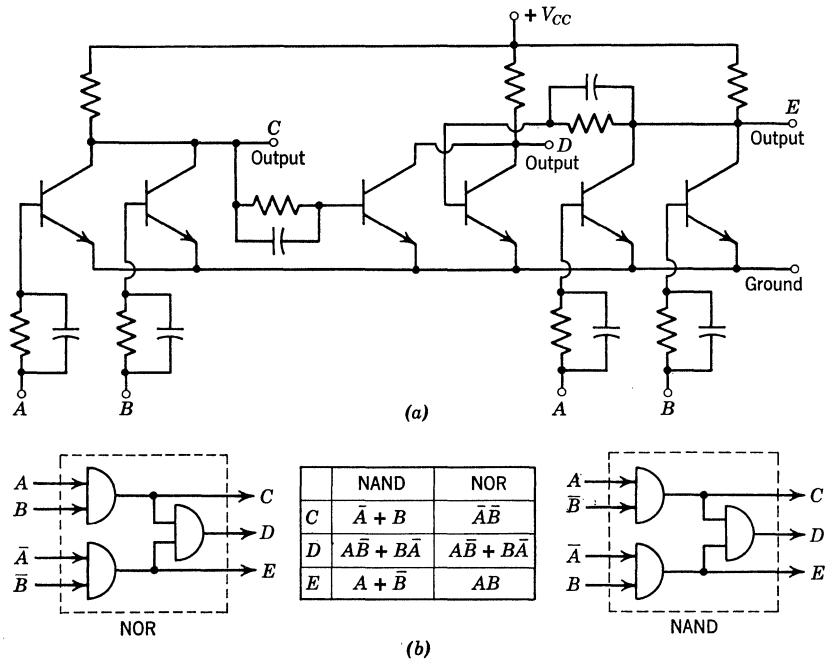 + V_CC
C
Output
D
Output
E
Output
Ground
A
B
A
B
(a)
A
B
Ā
B̄
C
D
E
NOR
NAND NOR
C Ā + B ĀB̄
D AB̄ + BĀ AB̄ + BĀ
E A + B̄ AB
A
B̄
Ā
B
C
D
E
NAND
(b)